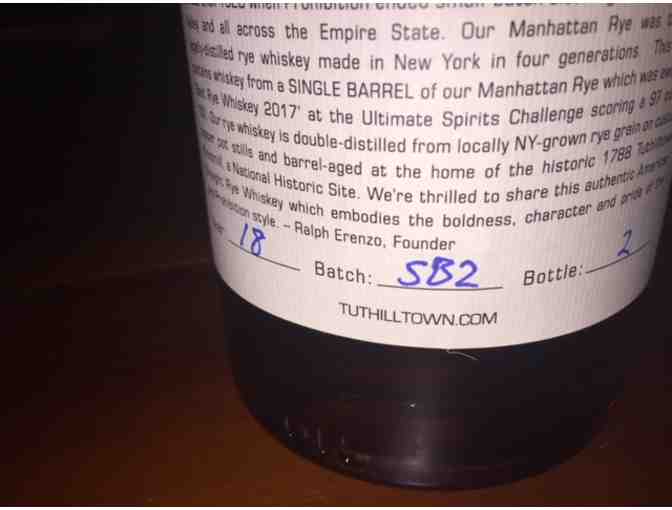 when Prohibition ended
and all across the Empire State. Our Manhattan Rye was
distilled rye whiskey made in New York in four generations. This
whiskey from a SINGLE BARREL of our Manhattan Rye which was
Rye Whiskey 2017' at the Ultimate Spirits Challenge scoring a 97
Our rye whiskey is double-distilled from locally NY-grown rye grain on
pot stills and barrel-aged at the home of the historic 1788
a National Historic Site. We're thrilled to share this authentic
Rye Whiskey which embodies the boldness, character and pride of
style. – Ralph Erenzo, Founder
18 Batch: SB2 Bottle: 2
TUTHILLTOWN.COM